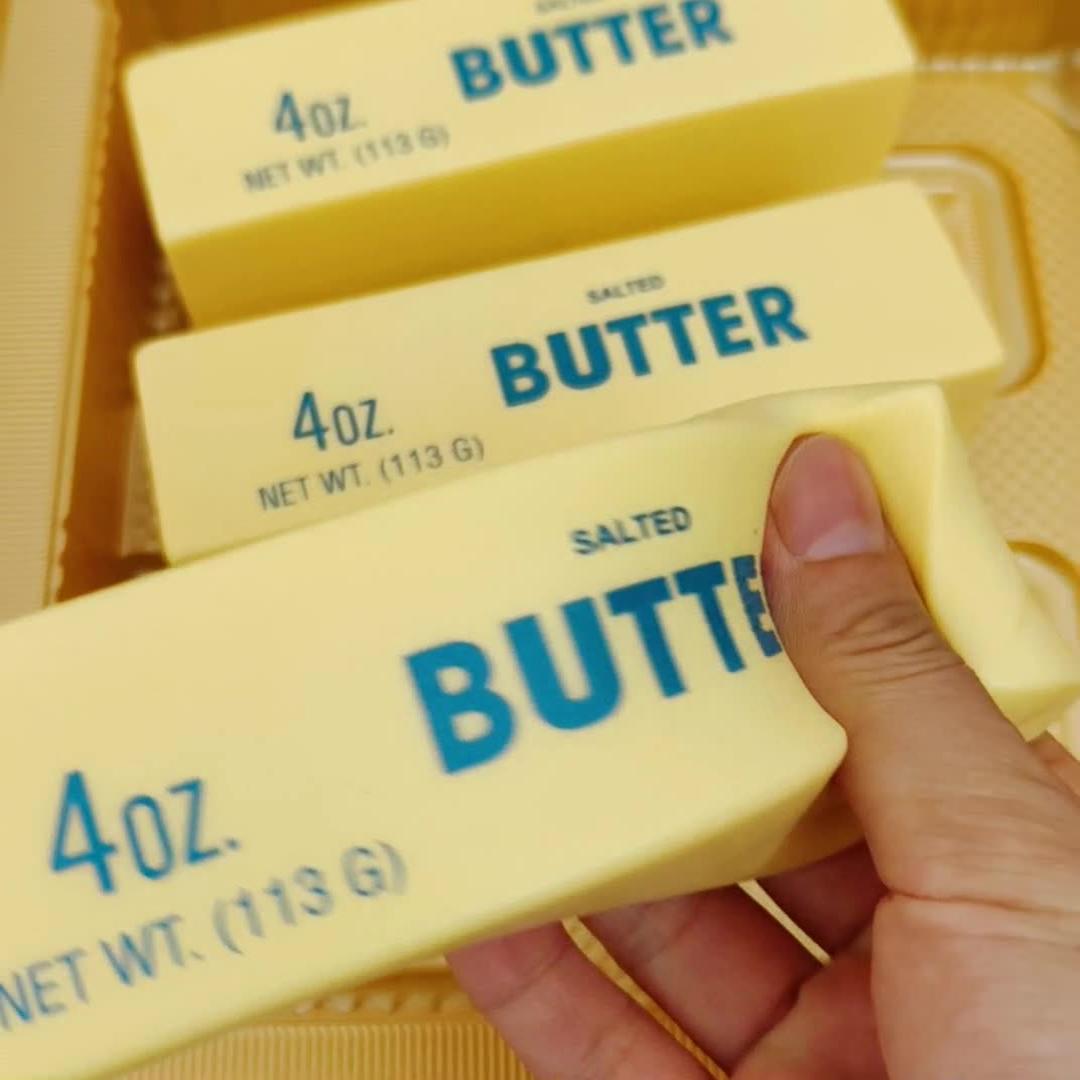 BUTTER
4OZ.
NET WT. (113 G)
SALTED
BUTTER
4OZ.
NET WT. (113 G)
SALTED
BUTTE
4OZ.
NET WT. (113 G)